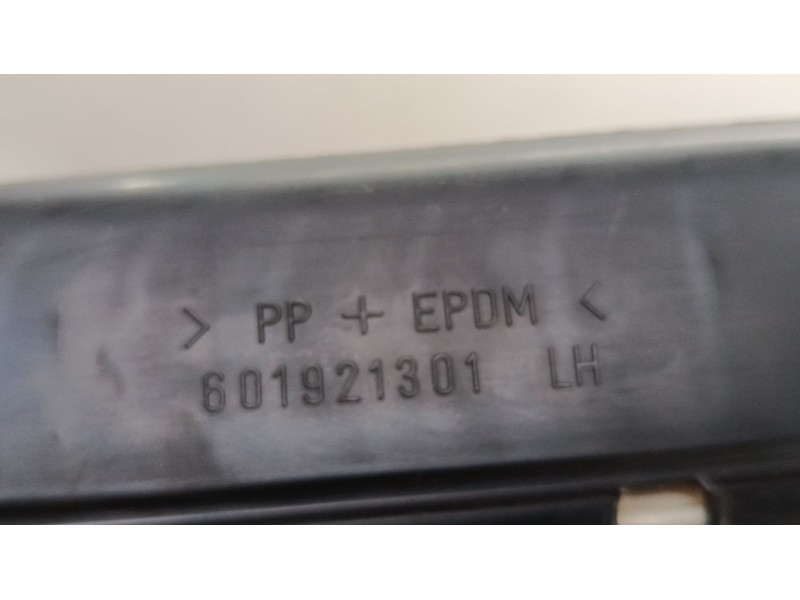 > PP + EPDM <
601921301 LH